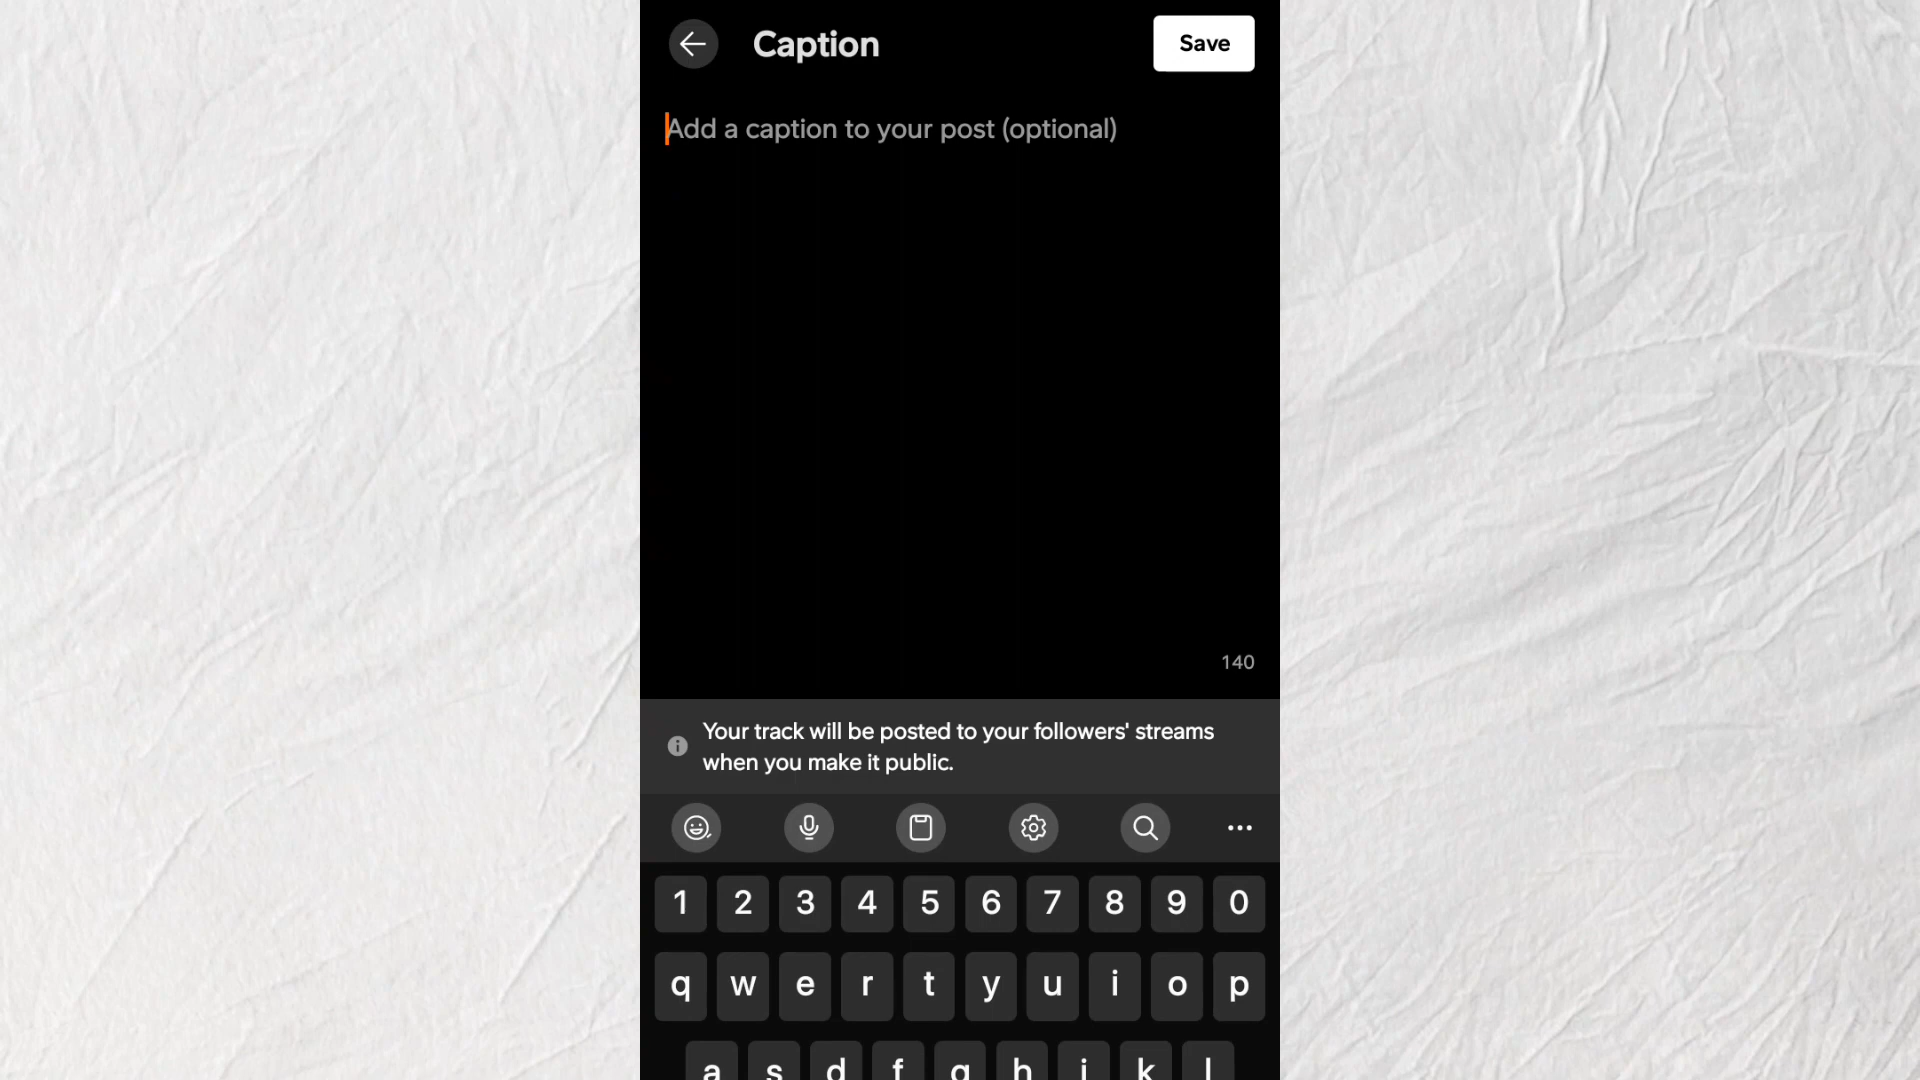 Caption
Save
Add a caption to your post (optional)
140
Your track will be posted to your followers' streams
when you make it public.
1 2 3 4 5 6 7 8 9 0
q w e r t y u i o p
a s d f g h j k l